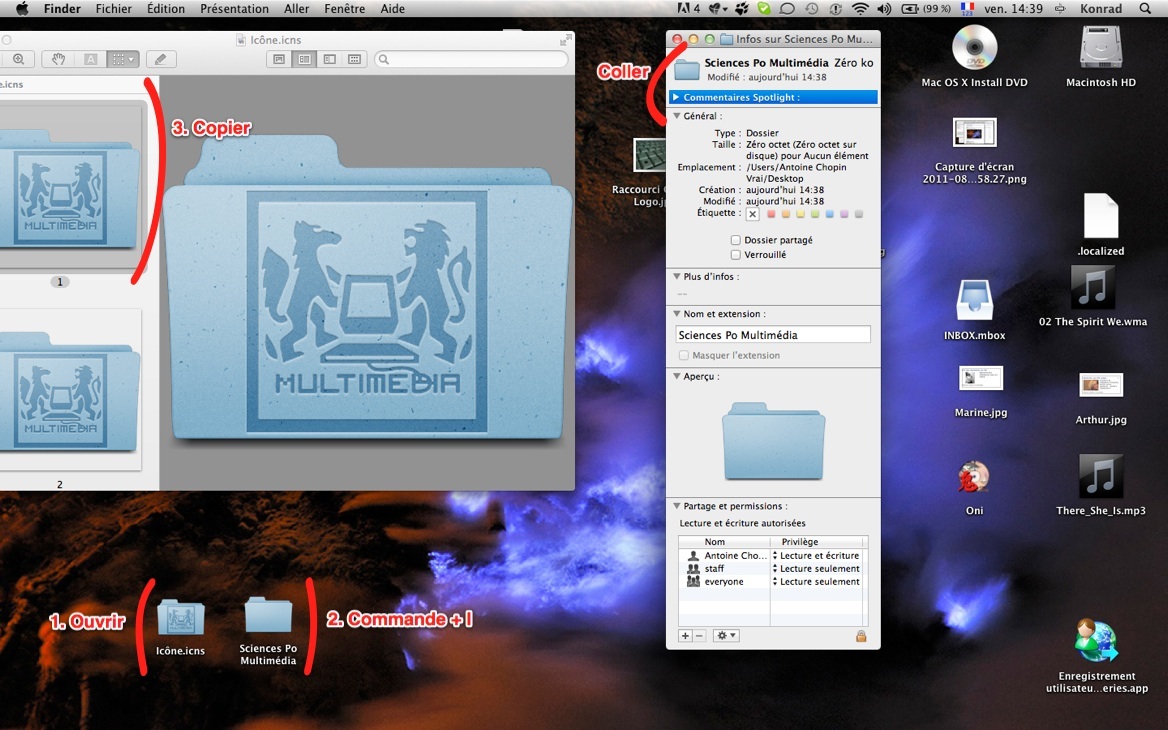 Finder Fichier Édition Présentation Aller Fenêtre Aide
4 (99 %) ven. 14:39 Konrad
Icône.icns
.icns
3. Copier
1
2
MULTIMEDIA
MULTIMEDIA
MULTIMEDIA
1. Ouvrir
Icône.icns
Sciences Po
Multimédia
2. Commande + I
Coller
Raccourci
Infos sur Sciences Po Mu...
Sciences Po Multimédia Zéro ko
Modifié : aujourd'hui 14:38
Commentaires Spotlight :
Général :
Type : Dossier
Taille : Zéro octet (Zéro octet sur
disque) pour Aucun élément
Emplacement : /Users/Antoine Chopin
Vrai/Desktop
Création : aujourd'hui 14:38
Modifié : aujourd'hui 14:38
Étiquette :
Dossier partagé
Verrouillé
Plus d'infos :
--
Nom et extension :
Sciences Po Multimédia
Masquer l'extension
Aperçu :
Partage et permissions :
Lecture et écriture autorisées
Nom Privilège
Antoine Cho... Lecture et écriture
staff Lecture seulement
everyone Lecture seulement
Mac OS X Install DVD
Macintosh HD
Capture d'écran
2011-08...58.27.png
.localized
INBOX.mbox
02 The Spirit We.wma
Marine.jpg
Arthur.jpg
Oni
There_She_Is.mp3
Enregistrement
utilisateu...eries.app